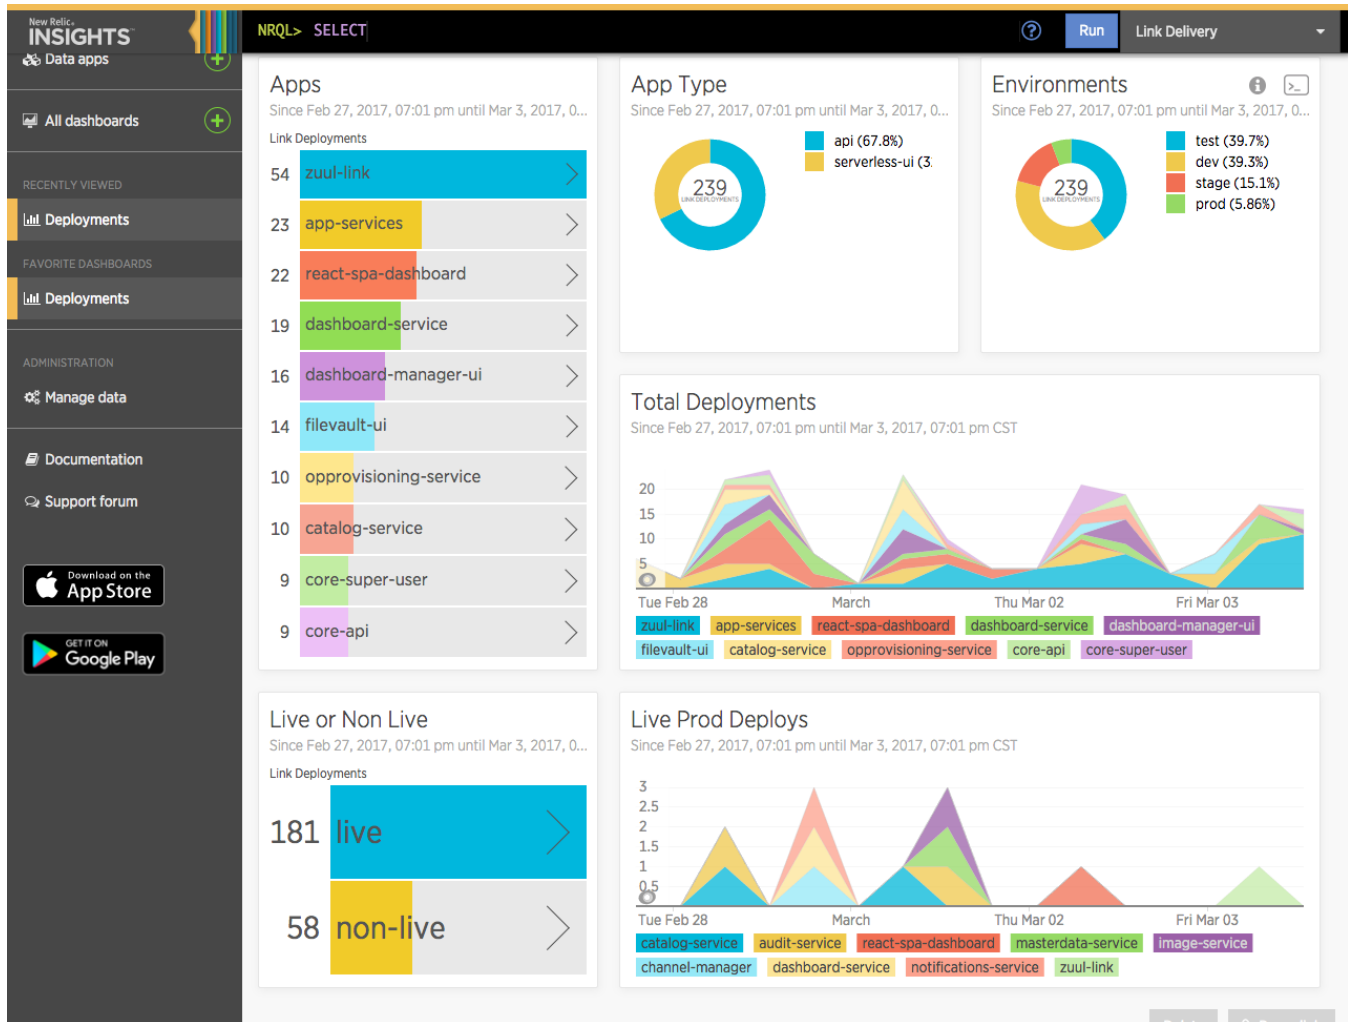 New Relic.
INSIGHTS
NRQL> SELECT
?
Run
Link Delivery
Data apps
All dashboards
RECENTLY VIEWED
Deployments
FAVORITE DASHBOARDS
Deployments
ADMINISTRATION
Manage data
Documentation
Support forum
Download on the
App Store
GET IT ON
Google Play
Apps
Since Feb 27, 2017, 07:01 pm until Mar 3, 2017, 0...
Link Deployments
54 zuul-link
23 app-services
22 react-spa-dashboard
19 dashboard-service
16 dashboard-manager-ui
14 filevault-ui
10 opprovisioning-service
10 catalog-service
9 core-super-user
9 core-api
App Type
Since Feb 27, 2017, 07:01 pm until Mar 3, 2017, 0...
239
LINK DEPLOYMENTS
api (67.8%)
serverless-ui (3
Environments
Since Feb 27, 2017, 07:01 pm until Mar 3, 2017, 0...
239
LINK DEPLOYMENTS
test (39.7%)
dev (39.3%)
stage (15.1%)
prod (5.86%)
Total Deployments
Since Feb 27, 2017, 07:01 pm until Mar 3, 2017, 07:01 pm CST
20
15
10
5
Tue Feb 28 March Thu Mar 02 Fri Mar 03
zuul-link app-services react-spa-dashboard dashboard-service dashboard-manager-ui
filevault-ui catalog-service opprovisioning-service core-api core-super-user
Live or Non Live
Since Feb 27, 2017, 07:01 pm until Mar 3, 2017, 0...
Link Deployments
181 live
58 non-live
Live Prod Deploys
Since Feb 27, 2017, 07:01 pm until Mar 3, 2017, 07:01 pm CST
3
2.5
2
1.5
1
0.5
Tue Feb 28 March Thu Mar 02 Fri Mar 03
catalog-service audit-service react-spa-dashboard masterdata-service image-service
channel-manager dashboard-service notifications-service zuul-link